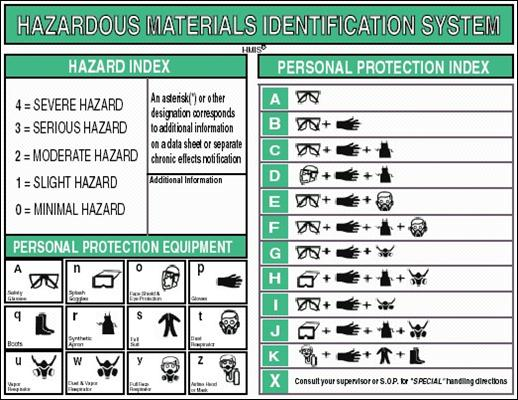 HAZARDOUS MATERIALS IDENTIFICATION SYSTEM
HMIS®
HAZARD INDEX
4 = SEVERE HAZARD
3 = SERIOUS HAZARD
2 = MODERATE HAZARD
1 = SLIGHT HAZARD
0 = MINIMAL HAZARD
An asterisk(*) or other
designation corresponds
to additional information
on a data sheet or separate
chronic effects notification
Additional Information
PERSONAL PROTECTION EQUIPMENT
A
Safety
Glasses
n
Splash
Goggles
o
Face Shield &
Eye Protection
p
Gloves
q
Boots
r
Synthetic
Apron
s
Full
Suit
t
Dust
Respirator
u
Vapor
Respirator
w
Dust & Vapor
Respirator
y
Full Face
Respirator
z
Airline Hood
or Mask
PERSONAL PROTECTION INDEX
A
B + 
C + +
D + +
E + +
F + + +
G + +
H + + +
I + +
J + + +
K + + +
X Consult your supervisor or S.O.P. for "SPECIAL" handling directions